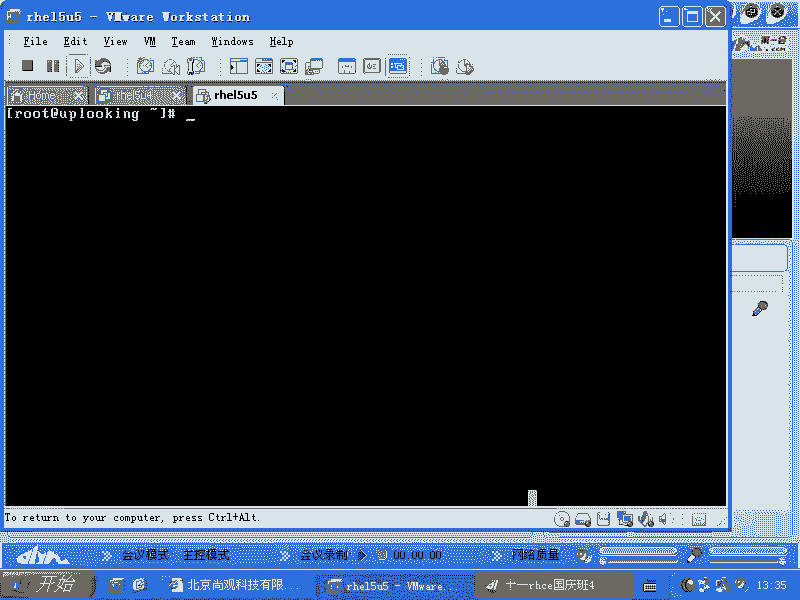 rhel5u5 - VMware Workstation
File Edit View VM Team Windows Help
Home rhel5u4 rhel5u5
[root@uplooking ~]# _
To return to your computer, press Ctrl+Alt.
会议模式 主控模式 会议录制 00:00:00 网络质量
开始 北京尚观科技有限... rhel5u5 - VMware... 十一rhce国庆班4 13:35